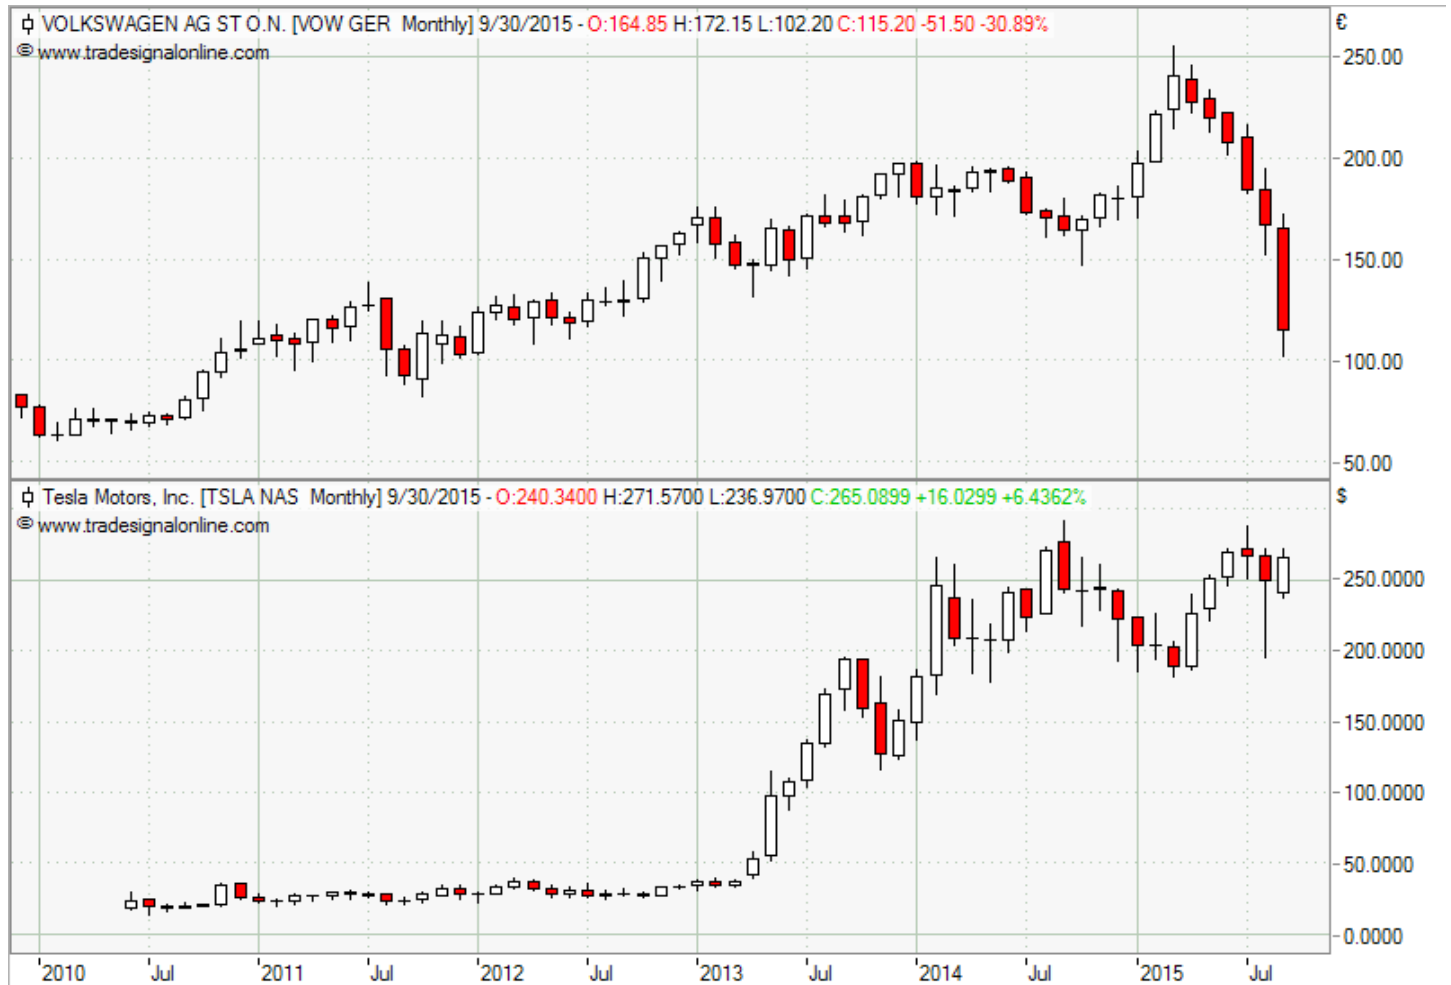 VOLKSWAGEN AG ST O.N. [VOW GER Monthly] 9/30/2015 - O:164.85 H:172.15 L:102.20 C:115.20 -51.50 -30.89%
€
© www.tradesignalonline.com
250.00
200.00
150.00
100.00
50.00
Tesla Motors, Inc. [TSLA NAS Monthly] 9/30/2015 - O:240.3400 H:271.5700 L:236.9700 C:265.0899 +16.0299 +6.4362%
$
© www.tradesignalonline.com
250.0000
200.0000
150.0000
100.0000
50.0000
0.0000
2010 Jul 2011 Jul 2012 Jul 2013 Jul 2014 Jul 2015 Jul